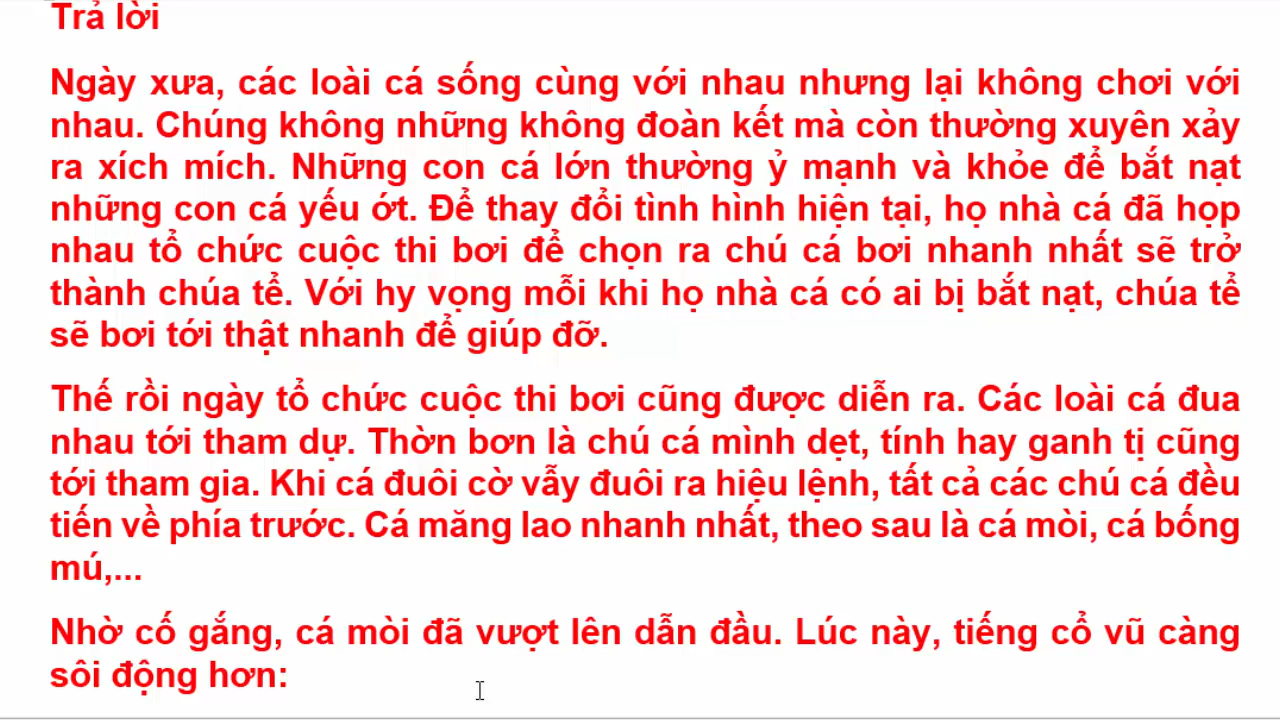 Trả lời
Ngày xưa, các loài cá sống cùng với nhau nhưng lại không chơi với
nhau. Chúng không những không đoàn kết mà còn thường xuyên xảy
ra xích mích. Những con cá lớn thường ỷ mạnh và khỏe để bắt nạt
những con cá yếu ớt. Để thay đổi tình hình hiện tại, họ nhà cá đã họp
nhau tổ chức cuộc thi bơi để chọn ra chú cá bơi nhanh nhất sẽ trở
thành chúa tể. Với hy vọng mỗi khi họ nhà cá có ai bị bắt nạt, chúa tể
sẽ bơi tới thật nhanh để giúp đỡ.
Thế rồi ngày tổ chức cuộc thi bơi cũng được diễn ra. Các loài cá đua
nhau tới tham dự. Thờn bơn là chú cá mình dẹt, tính hay ganh tị cũng
tới tham gia. Khi cá đuôi cờ vẫy đuôi ra hiệu lệnh, tất cả các chú cá đều
tiến về phía trước. Cá măng lao nhanh nhất, theo sau là cá mòi, cá bống
mú,...
Nhờ cố gắng, cá mòi đã vượt lên dẫn đầu. Lúc này, tiếng cổ vũ càng
sôi động hơn: